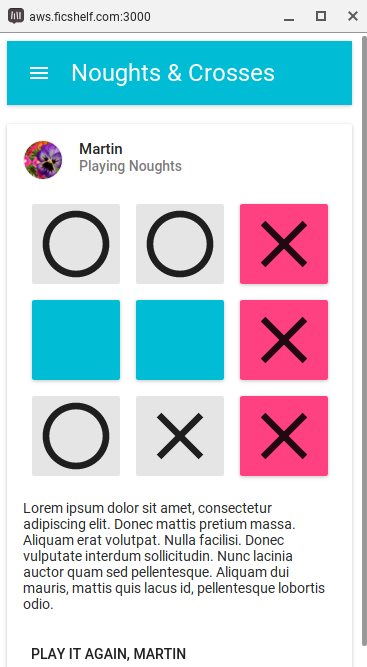 aws.ficshelf.com:3000
Noughts & Crosses
Martin
Playing Noughts
Lorem ipsum dolor sit amet, consectetur
adipiscing elit. Donec mattis pretium massa.
Aliquam erat volutpat. Nulla facilisi. Donec
vulputate interdum sollicitudin. Nunc lacinia
auctor quam sed pellentesque. Aliquam dui
mauris, mattis quis lacus id, pellentesque lobortis
odio.
PLAY IT AGAIN, MARTIN